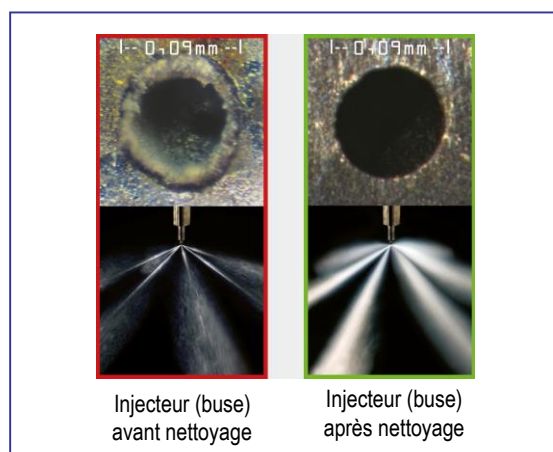 |-- 0,09mm --|
|-- 0,09mm --|
Injecteur (buse)
avant nettoyage
Injecteur (buse)
après nettoyage